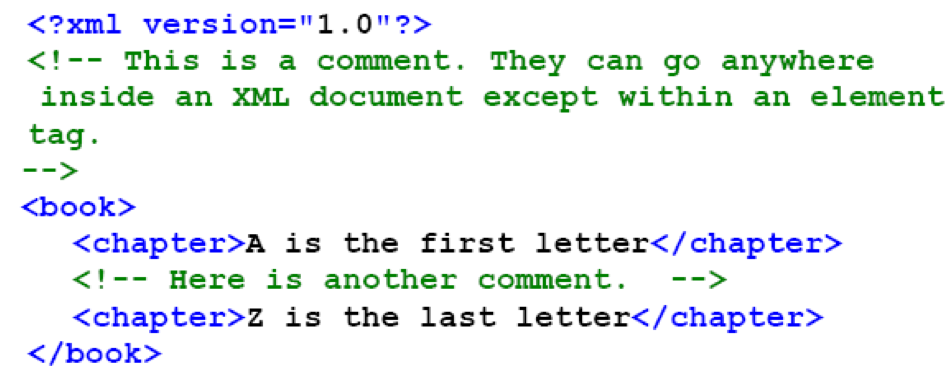 <?xml version="1.0"?>
<!-- This is a comment. They can go anywhere
inside an XML document except within an element
tag.
-->
<book>
<chapter>A is the first letter</chapter>
<!-- Here is another comment.  -->
<chapter>Z is the last letter</chapter>
</book>